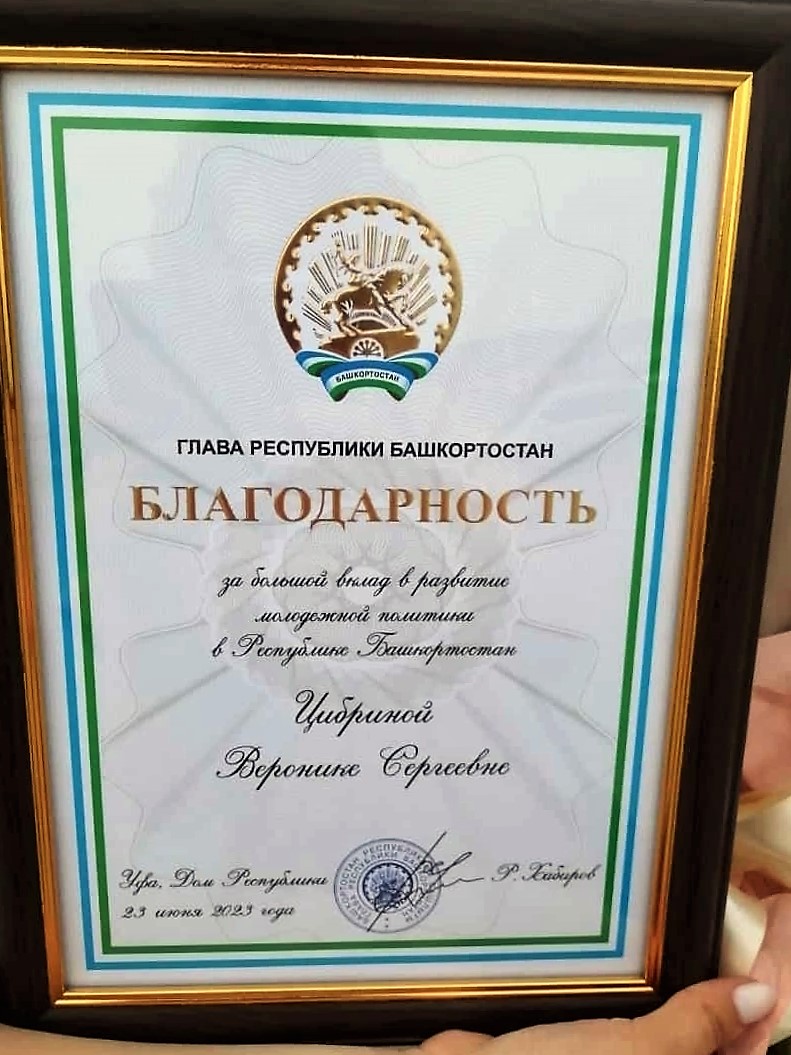 БАШКОРТОСТАН
ГЛАВА РЕСПУБЛИКИ БАШКОРТОСТАН
БЛАГОДАРНОСТЬ
за большой вклад в развитие
молодежной политики
в Республике Башкортостан
Цибриной
Веронике Сергеевне
Уфа, Дом Республики
23 июня 2023 года
Р. Хабиров